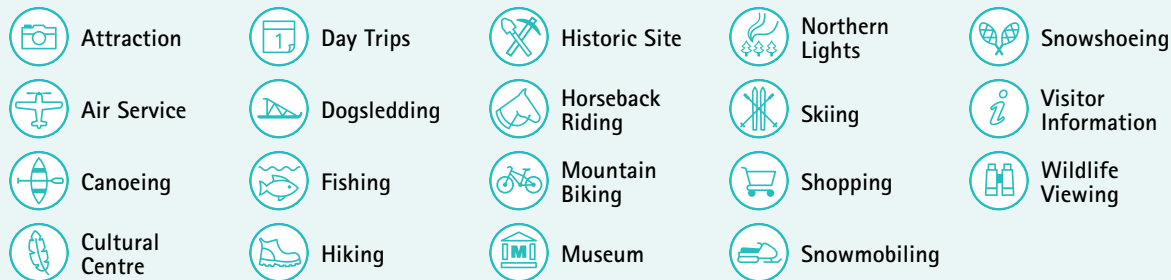 Attraction
Air Service
Canoeing
Cultural
Centre
1
Day Trips
Dogsledding
Fishing
Hiking
Historic Site
Horseback
Riding
Mountain
Biking
M
Museum
Northern
Lights
Skiing
Shopping
Snowmobiling
Snowshoeing
i
Visitor
Information
Wildlife
Viewing